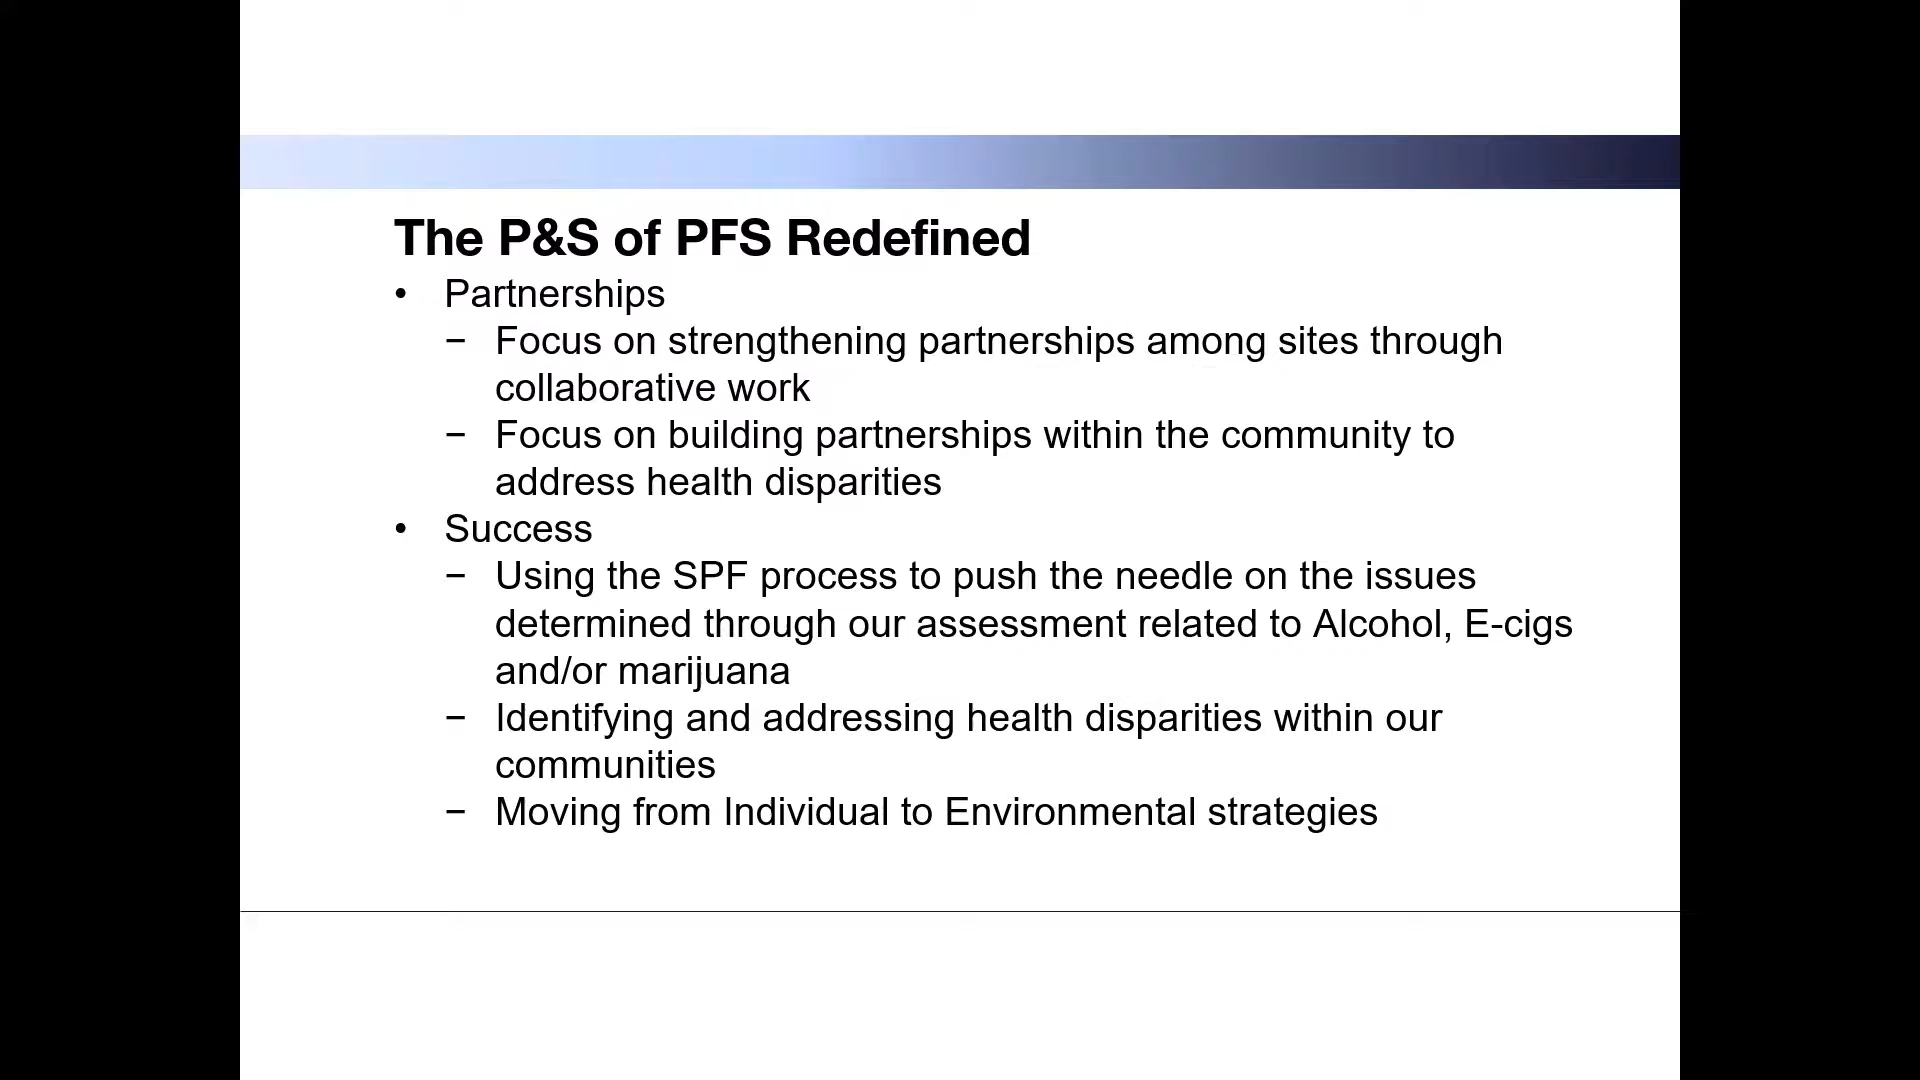 The P&S of PFS Redefined
• Partnerships
− Focus on strengthening partnerships among sites through
collaborative work
− Focus on building partnerships within the community to
address health disparities
• Success
− Using the SPF process to push the needle on the issues
determined through our assessment related to Alcohol, E-cigs
and/or marijuana
− Identifying and addressing health disparities within our
communities
− Moving from Individual to Environmental strategies